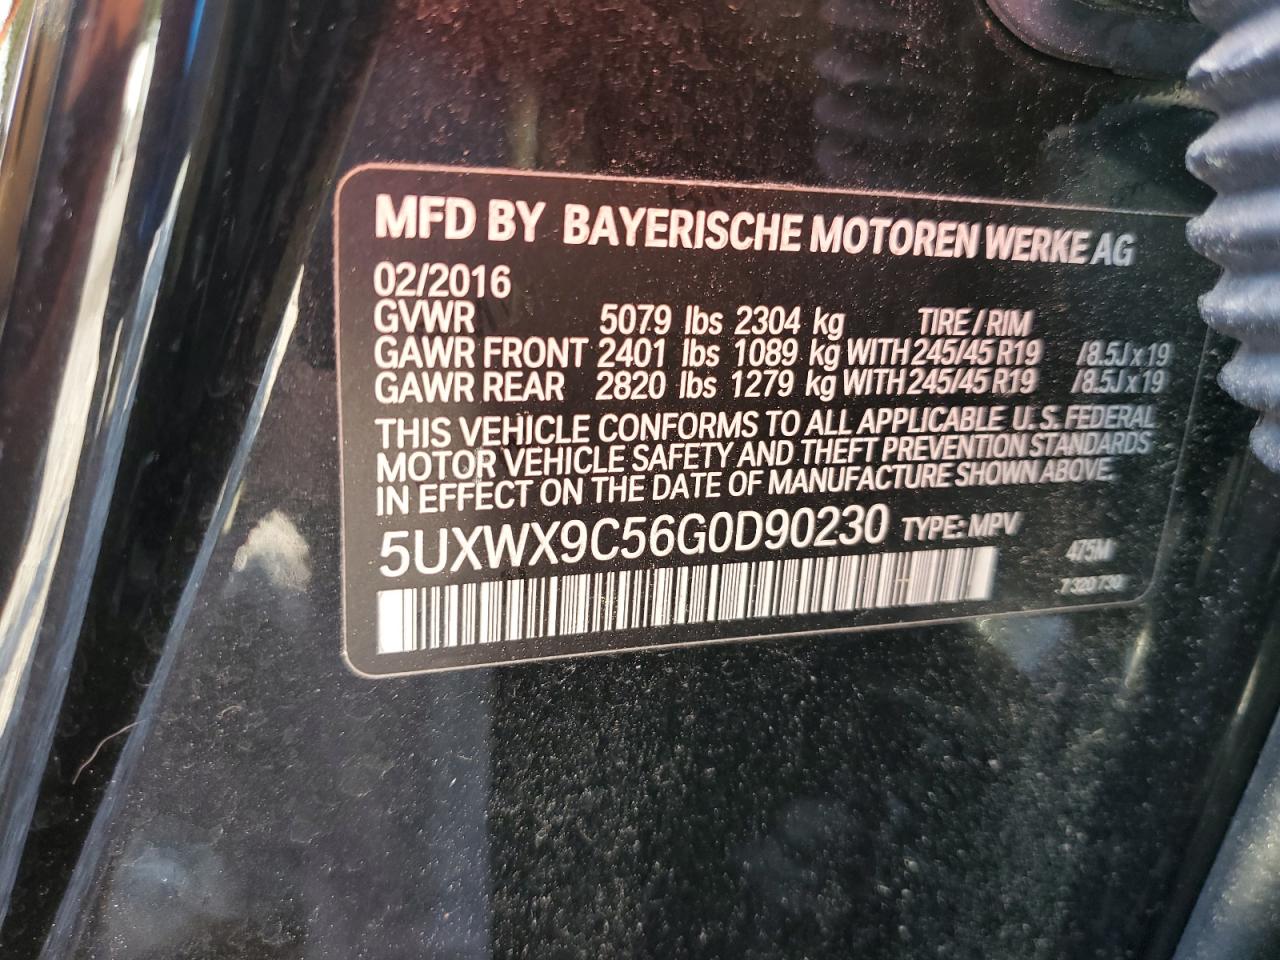 MFD BY BAYERISCHE MOTOREN WERKE AG
02/2016
GVWR 5079 lbs 2304 kg TIRE / RIM
GAWR FRONT 2401 lbs 1089 kg WITH 245/45 R19 /8.5J x 19
GAWR REAR 2820 lbs 1279 kg WITH 245/45 R19 /8.5J x 19
THIS VEHICLE CONFORMS TO ALL APPLICABLE U.S. FEDERAL
MOTOR VEHICLE SAFETY AND THEFT PREVENTION STANDARDS
IN EFFECT ON THE DATE OF MANUFACTURE SHOWN ABOVE.
5UXWX9C56G0D90230 TYPE: MPV
475M
7 320 730